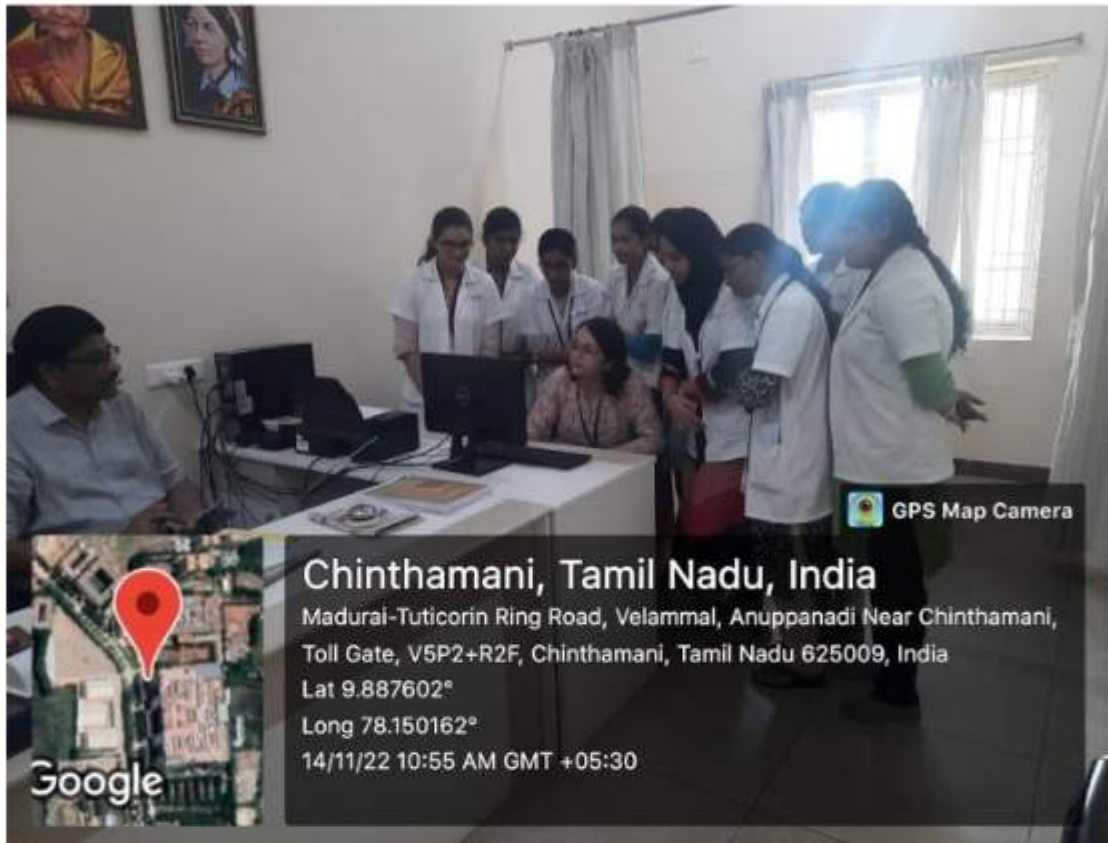 GPS Map Camera
Chinthamani, Tamil Nadu, India
Madurai-Tuticorin Ring Road, Velammal, Anuppanadi Near Chinthamani,
Toll Gate, V5P2+R2F, Chinthamani, Tamil Nadu 625009, India
Lat 9.887602°
Long 78.150162°
14/11/22 10:55 AM GMT +05:30
Google